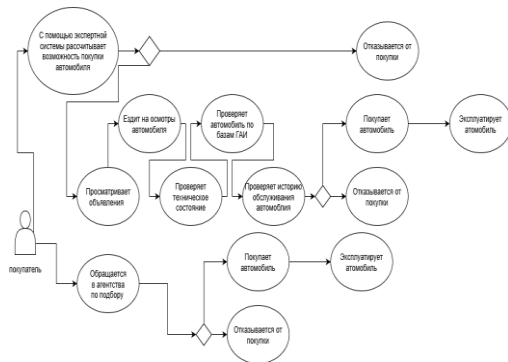 С помощью экспертной
системы рассчитывает
возможность покупки
автомобиля
Отказывается от
покупки
Ездит на осмотры
автомобиля
Проверяет
автомобиль по
базам ГАИ
Покупает
автомобиль
Эксплуатирует
атомобиль
Просматривает
объявления
Проверяет
техническое
состояние
Проверяет историю
обслуживания
автомоблия
Отказывается от
покупки
покупатель
Обращается
в агентства
по подбору
Покупает
автомобиль
Эксплуатирует
атомобиль
Отказывается от
покупки